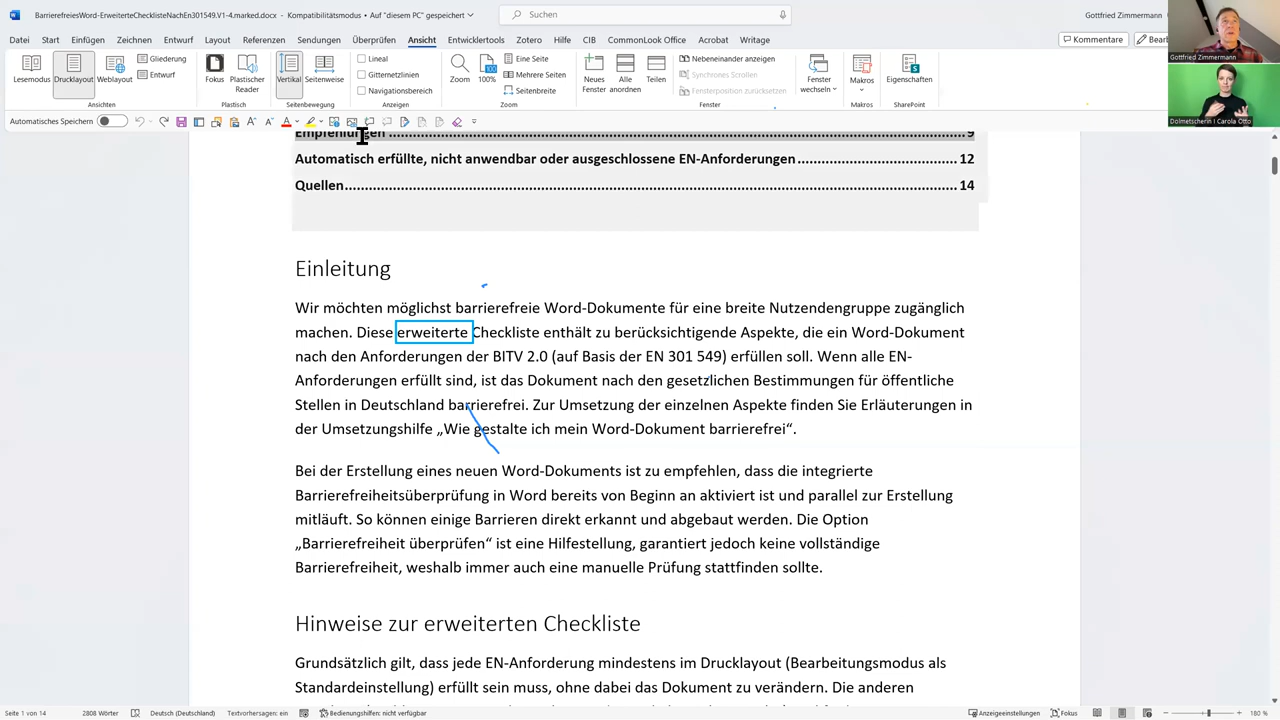 BarrierefreiesWord-ErweiterteChecklisteNachEn301549.V1-4.marked.docx - Kompatibilitätsmodus • Auf "diesem PC" gespeichert
Suchen
Gottfried Zimmermann
Datei Start Einfügen Zeichnen Entwurf Layout Referenzen Sendungen Überprüfen Ansicht Entwicklertools Zotero Hilfe CIB CommonLook Office Acrobat Writage
Kommentare
Lesemodus Drucklayout Weblayout
Gliederung
Entwurf
Ansichten
Fokus Plastischer Reader
Plastisch
Vertikal Seitenweise
Seitenbewegung
Lineal
Gitternetzlinien
Navigationsbereich
Anzeigen
Zoom 100%
Eine Seite
Mehrere Seiten
Seitenbreite
Zoom
Neues Fenster Alle anordnen Teilen
Nebeneinander anzeigen
Synchrones Scrollen
Fensterposition zurücksetzen
Fenster wechseln
Fenster
Makros
Makros
Eigenschaften
SharePoint
Gottfried Zimmermann
Dolmetscherin I Carola Otto
Automatisches Speichern
Empfehlungen 9
Automatisch erfüllte, nicht anwendbar oder ausgeschlossene EN-Anforderungen 12
Quellen 14
Einleitung
Wir möchten möglichst barrierefreie Word-Dokumente für eine breite Nutzendengruppe zugänglich
machen. Diese erweiterte Checkliste enthält zu berücksichtigende Aspekte, die ein Word-Dokument
nach den Anforderungen der BITV 2.0 (auf Basis der EN 301 549) erfüllen soll. Wenn alle EN-
Anforderungen erfüllt sind, ist das Dokument nach den gesetzlichen Bestimmungen für öffentliche
Stellen in Deutschland barrierefrei. Zur Umsetzung der einzelnen Aspekte finden Sie Erläuterungen in
der Umsetzungshilfe „Wie gestalte ich mein Word-Dokument barrierefrei“.
Bei der Erstellung eines neuen Word-Dokuments ist zu empfehlen, dass die integrierte
Barrierefreiheitsüberprüfung in Word bereits von Beginn an aktiviert ist und parallel zur Erstellung
mitläuft. So können einige Barrieren direkt erkannt und abgebaut werden. Die Option
„Barrierefreiheit überprüfen“ ist eine Hilfestellung, garantiert jedoch keine vollständige
Barrierefreiheit, weshalb immer auch eine manuelle Prüfung stattfinden sollte.
Hinweise zur erweiterten Checkliste
Grundsätzlich gilt, dass jede EN-Anforderung mindestens im Drucklayout (Bearbeitungsmodus als
Standardeinstellung) erfüllt sein muss, ohne dabei das Dokument zu verändern. Die anderen
Seite 1 von 14 2808 Wörter Deutsch (Deutschland) Textvorhersagen: ein Bedienungshilfen: nicht verfügbar
Anzeigeeinstellungen Fokus 180 %